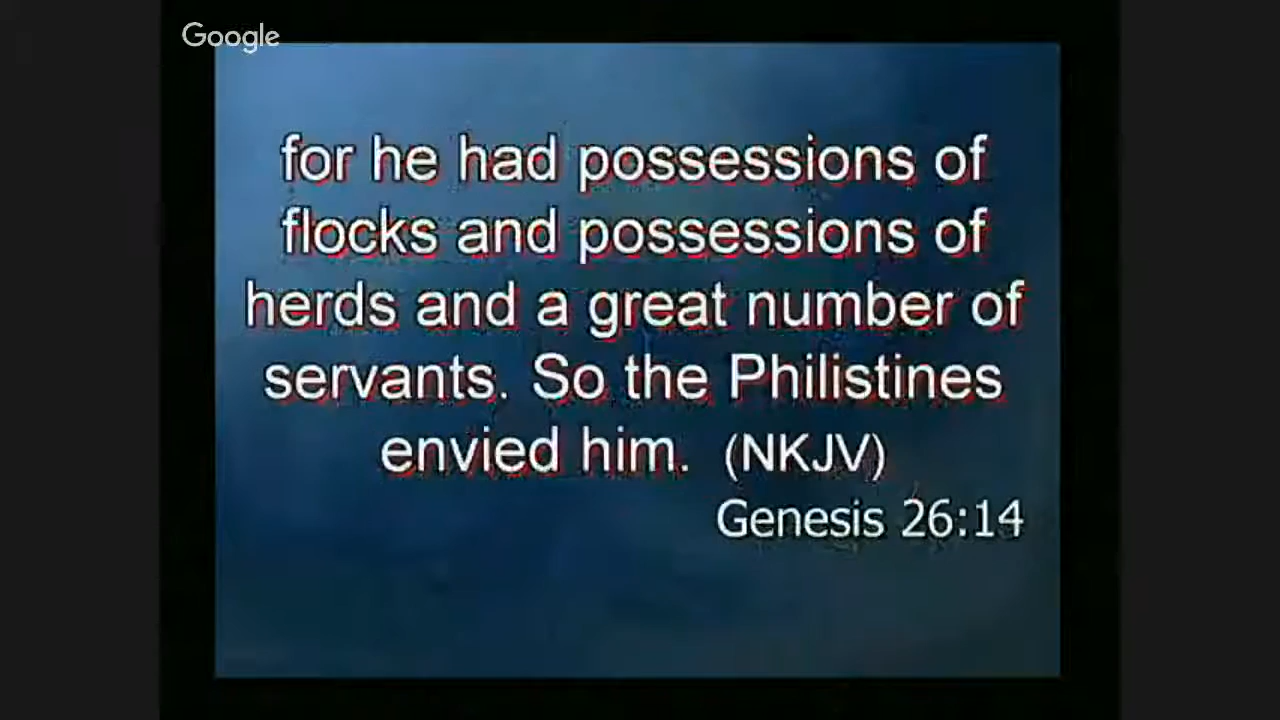 Google
for he had possessions of
flocks and possessions of
herds and a great number of
servants. So the Philistines
envied him. (NKJV)
Genesis 26:14